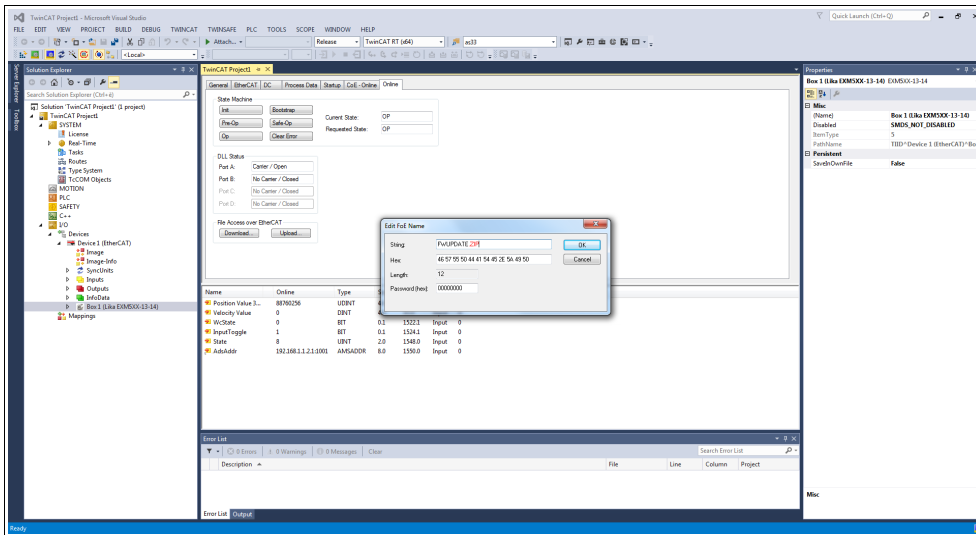 TwinCAT Project1 - Microsoft Visual Studio
Quick Launch (Ctrl+Q)
FILE EDIT VIEW PROJECT BUILD DEBUG TWINCAT TWINSAFE PLC TOOLS SCOPE WINDOW HELP
Attach... Release TwinCAT RT (x64) as33
<Local>
Server Explorer
Toolbox
Solution Explorer
Search Solution Explorer (Ctrl+è)
Solution 'TwinCAT Project1' (1 project)
TwinCAT Project1
SYSTEM
License
Real-Time
Tasks
Routes
Type System
TcCOM Objects
MOTION
PLC
SAFETY
C++
I/O
Devices
Device 1 (EtherCAT)
Image
Image-Info
SyncUnits
Inputs
Outputs
InfoData
Box 1 (Lika EXM5XX-13-14)
Mappings
TwinCAT Project1
General EtherCAT DC Process Data Startup CoE - Online Online
State Machine
Init Bootstrap
Pre-Op Safe-Op
Op Clear Error
Current State: OP
Requested State: OP
DLL Status
Port A: Carrier / Open
Port B: No Carrier / Closed
Port C: No Carrier / Closed
Port D: No Carrier / Closed
File Access over EtherCAT
Download... Upload...
Edit FoE Name
String: FWUPDATE.ZIP OK
Hex: 46 57 55 50 44 41 54 45 2E 5A 49 50 Cancel
Length: 12
Password (hex): 00000000
Name Online Type
Position Value 3... 88760256 UDINT
Velocity Value 0 DINT
WcState 0 BIT 0.1 1522.1 Input 0
InputToggle 1 BIT 0.1 1524.1 Input 0
State 8 UINT 2.0 1548.0 Input 0
AdsAddr 192.168.1.1.2.1:1001 AMSADDR 8.0 1550.0 Input 0
Error List
0 Errors 0 Warnings 0 Messages Clear
Search Error List
Description File Line Column Project
Error List Output
Properties
Box 1 (Lika EXM5XX-13-14) EXM5XX-13-14
Misc
(Name) Box 1 (Lika EXM5XX-13-14)
Disabled SMDS_NOT_DISABLED
ItemType 5
PathName TIID^Device 1 (EtherCAT)^Bo
Persistent
SaveInOwnFile False
Misc
Ready